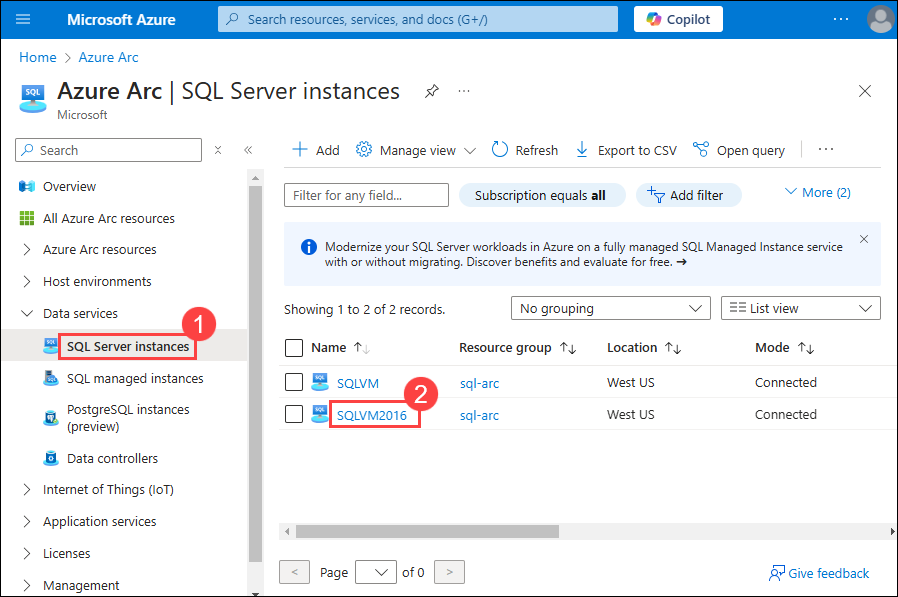 Microsoft Azure
Search resources, services, and docs (G+/)
Copilot
Home > Azure Arc
Azure Arc | SQL Server instances
Microsoft
Search
Add
Manage view
Refresh
Export to CSV
Open query
Overview
All Azure Arc resources
Azure Arc resources
Host environments
Data services
SQL Server instances
1
SQL managed instances
PostgreSQL instances
(preview)
Data controllers
Internet of Things (IoT)
Application services
Licenses
Management
Filter for any field...
Subscription equals all
Add filter
More (2)
Modernize your SQL Server workloads in Azure on a fully managed SQL Managed Instance service
with or without migrating. Discover benefits and evaluate for free. →
Showing 1 to 2 of 2 records.
No grouping
List view
Name ↑↓ Resource group ↑↓ Location ↑↓ Mode ↑↓
SQLVM sql-arc West US Connected
SQLVM2016 sql-arc West US Connected
2
< Page of 0 >
Give feedback